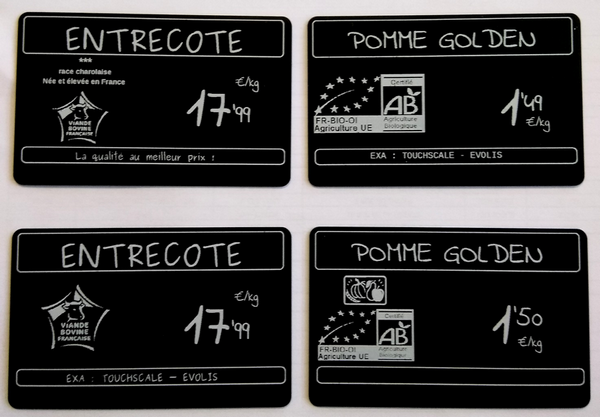 ENTRECOTE
***
race charolaise
Née et élevée en France
VIANDE
BOVINE
FRANÇAISE
€/kg
17'99
La qualite au meilleur prix !
POMME GOLDEN
Certifié
AB
FR-BIO-OI
Agriculture UE
Agriculture
biologique
1'49
€/kg
EXA : TOUCHSCALE - EVOLIS
ENTRECOTE
VIANDE
BOVINE
FRANÇAISE
€/kg
17'99
EXA : TOUCHSCALE – EVOLIS
POMME GOLDEN
Certifié
AB
FR-BIO-OI
Agriculture UE
Agriculture
biologique
1'50
€/kg